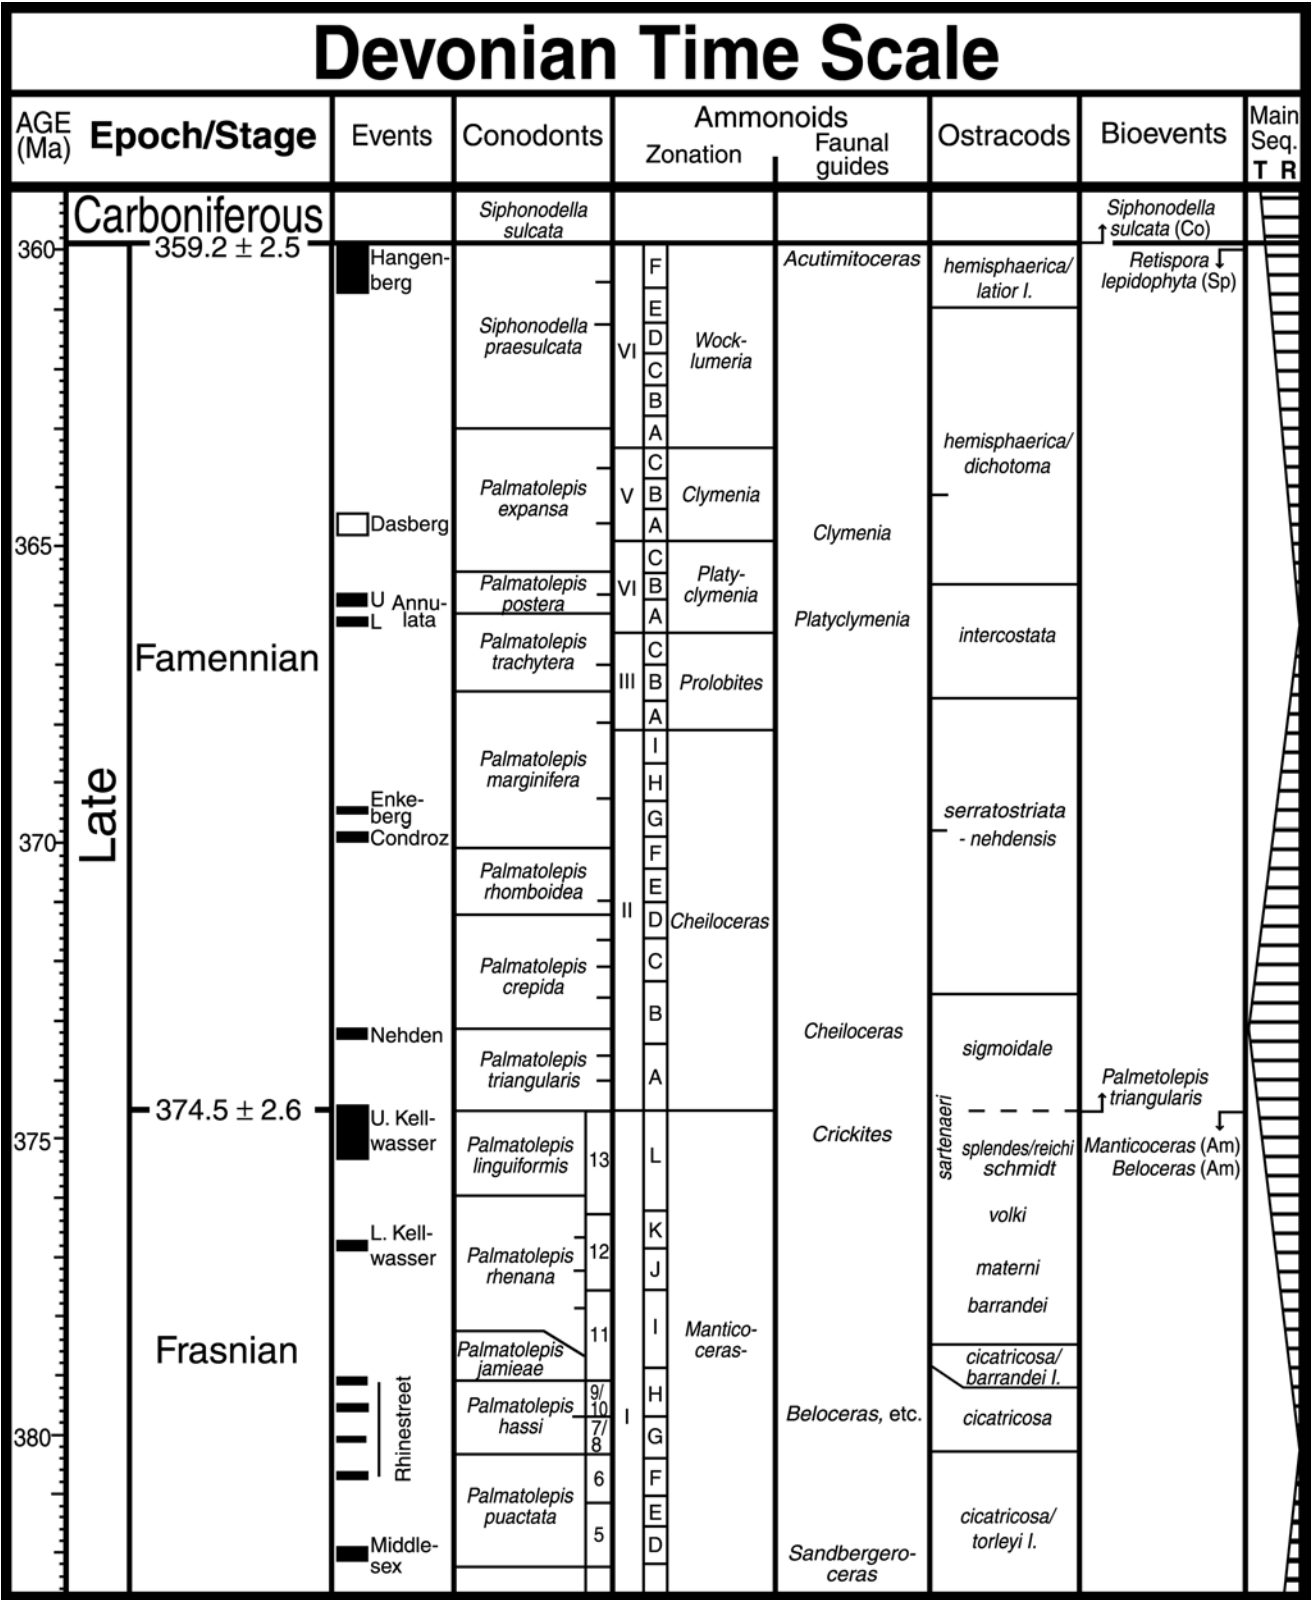 Devonian Time Scale
AGE
(Ma)
Epoch/Stage
Events
Conodonts
Ammonoids
Zonation
Faunal
guides
Ostracods
Bioevents
Main
Seq.
T R
360
365
370
375
380
Carboniferous
359.2 ± 2.5
Late
Famennian
374.5 ± 2.6
Frasnian
Hangen-
berg
Dasberg
U Annu-
L lata
Enke-
berg
Condroz
Nehden
U. Kell-
wasser
L. Kell-
wasser
Rhinestreet
Middle-
sex
Siphonodella
sulcata
Siphonodella
praesulcata
Palmatolepis
expansa
Palmatolepis
postera
Palmatolepis
trachytera
Palmatolepis
marginifera
Palmatolepis
rhomboidea
Palmatolepis
crepida
Palmatolepis
triangularis
Palmatolepis
linguiformis
Palmatolepis
rhenana
Palmatolepis
jamieae
Palmatolepis
hassi
Palmatolepis
puactata
13
12
11
9/
10
7/
8
6
5
VI
V
VI
III
II
I
F
E
D
C
B
A
C
B
A
C
B
A
C
B
A
I
H
G
F
E
D
C
B
A
L
K
J
I
H
G
F
E
D
Wock-
lumeria
Clymenia
Platy-
clymenia
Prolobites
Cheiloceras
Mantico-
ceras-
Acutimitoceras
Clymenia
Platyclymenia
Cheiloceras
Crickites
Beloceras, etc.
Sandbergero-
ceras
hemisphaerica/
latior I.
hemisphaerica/
dichotoma
intercostata
serratostriata
- nehdensis
sigmoidale
sartenaeri
splendes/reichi
schmidt
volki
materni
barrandei
cicatricosa/
barrandei I.
cicatricosa
cicatricosa/
torleyi I.
Siphonodella
sulcata (Co)
Retispora
lepidophyta (Sp)
Palmetolepis
triangularis
Manticoceras (Am)
Beloceras (Am)